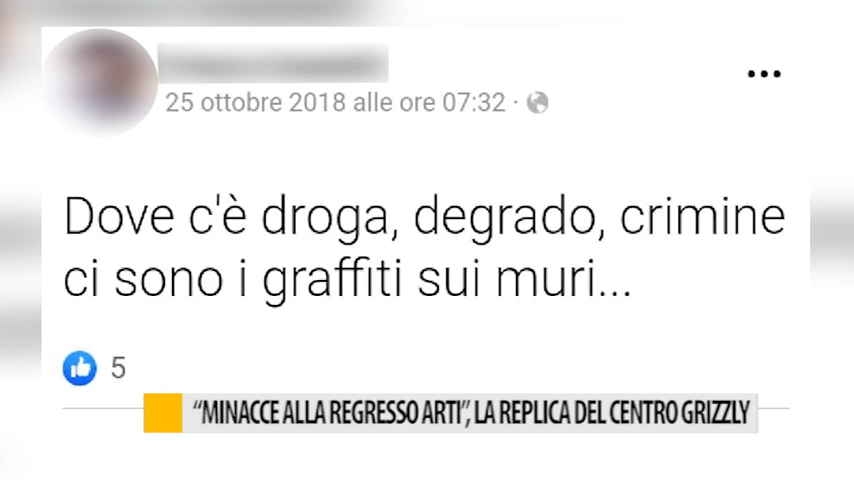 25 ottobre 2018 alle ore 07:32 ·
Dove c'è droga, degrado, crimine
ci sono i graffiti sui muri...
5
“MINACCE ALLA REGRESSO ARTI”, LA REPLICA DEL CENTRO GRIZZLY